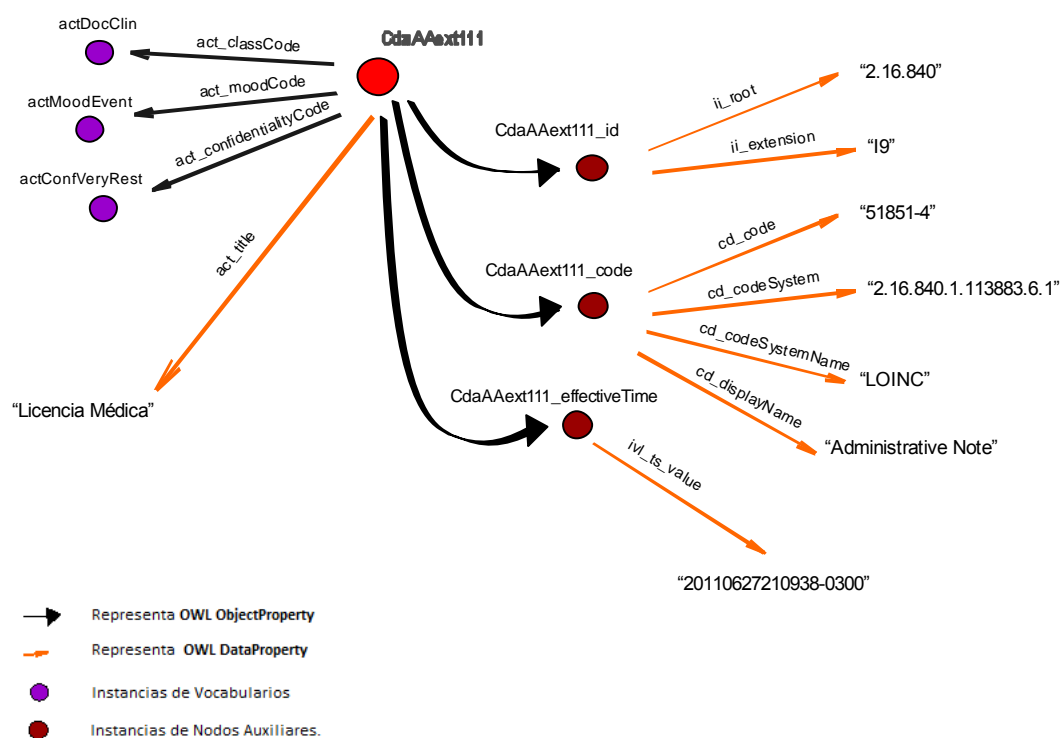 actDocClin
CdaAAext111
act_classCode
act_moodCode
actMoodEvent
act_confidentialityCode
actConfVeryRest
act_title
“Licencia Médica”
CdaAAext111_id
ii_root
“2.16.840”
ii_extension
“I9”
CdaAAext111_code
cd_code
“51851-4”
cd_codeSystem
“2.16.840.1.113883.6.1”
cd_codeSystemName
“LOINC”
cd_displayName
“Administrative Note”
CdaAAext111_effectiveTime
ivl_ts_value
“20110627210938-0300”
Representa OWL ObjectProperty
Representa OWL DataProperty
Instancias de Vocabularios
Instancias de Nodos Auxiliares.